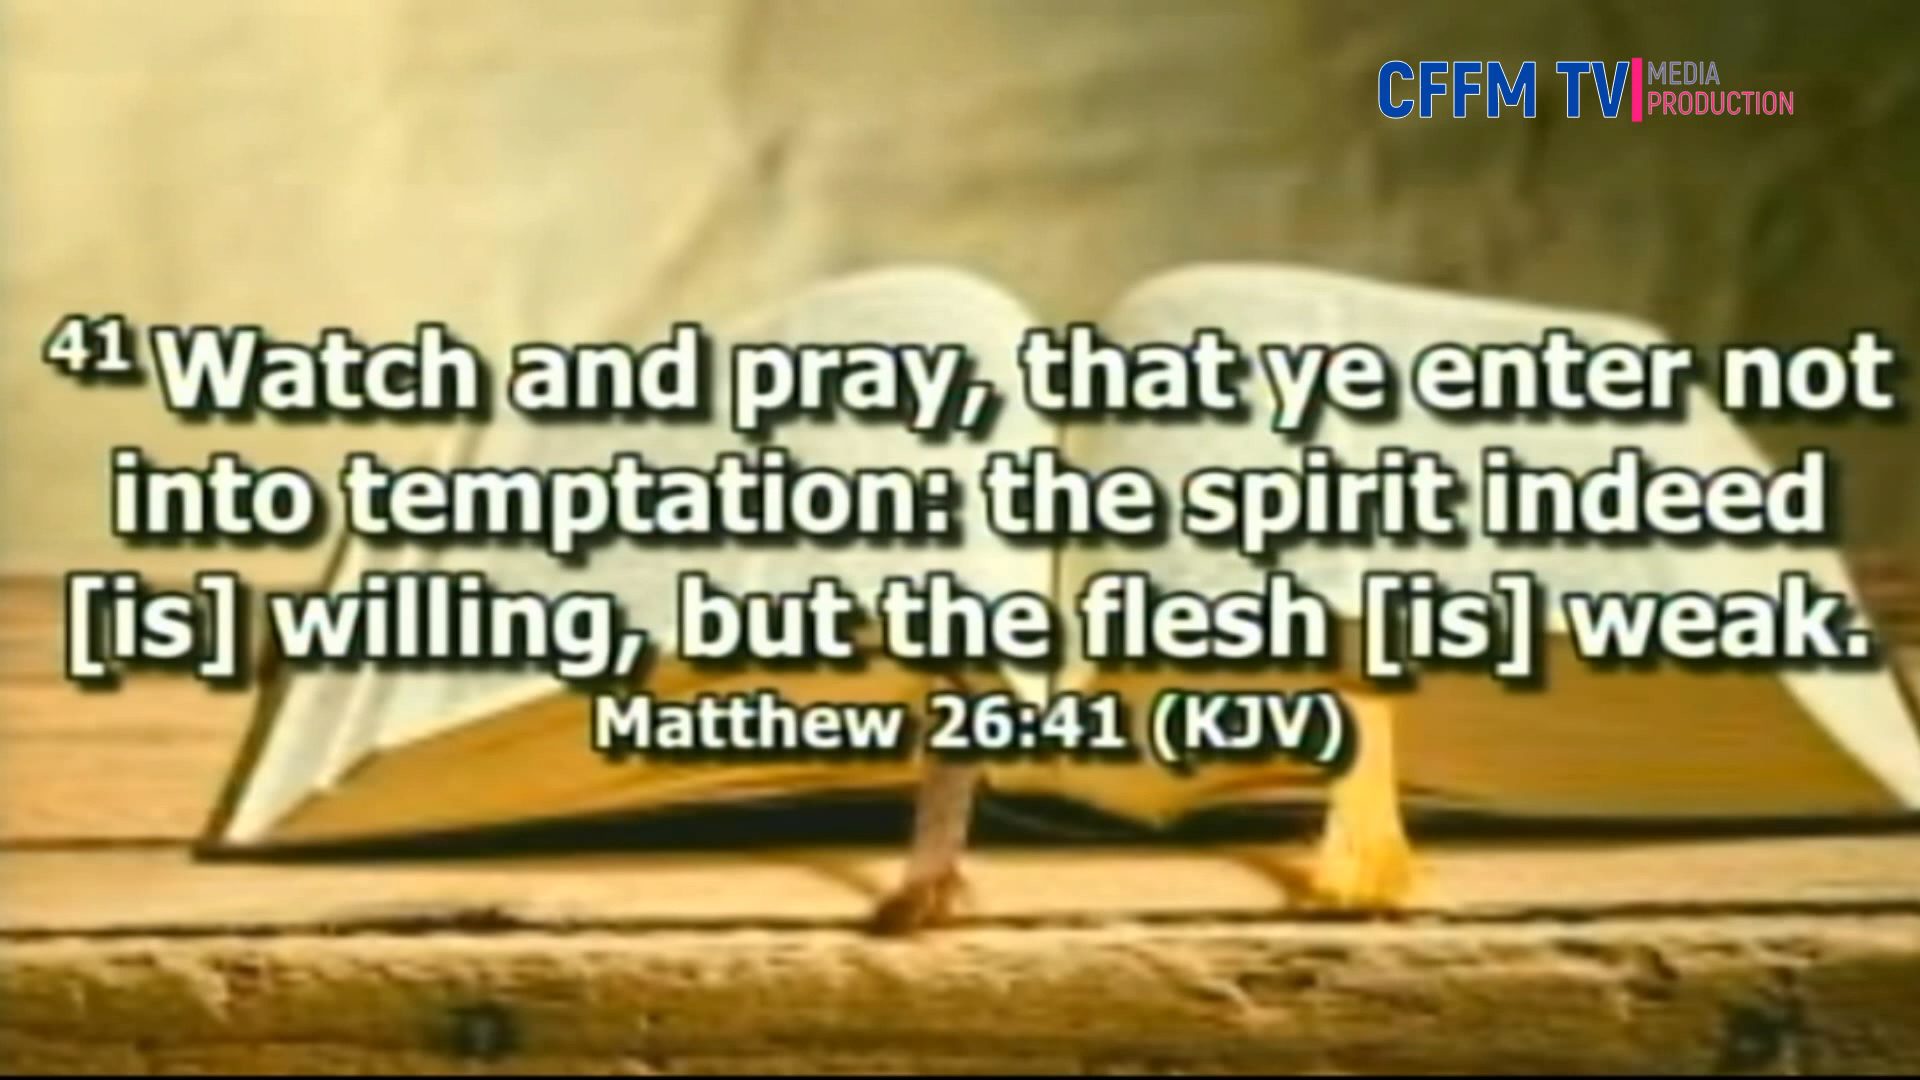 CFFM TV
MEDIA
PRODUCTION
41 Watch and pray, that ye enter not
into temptation: the spirit indeed
[is] willing, but the flesh [is] weak.
Matthew 26:41 (KJV)